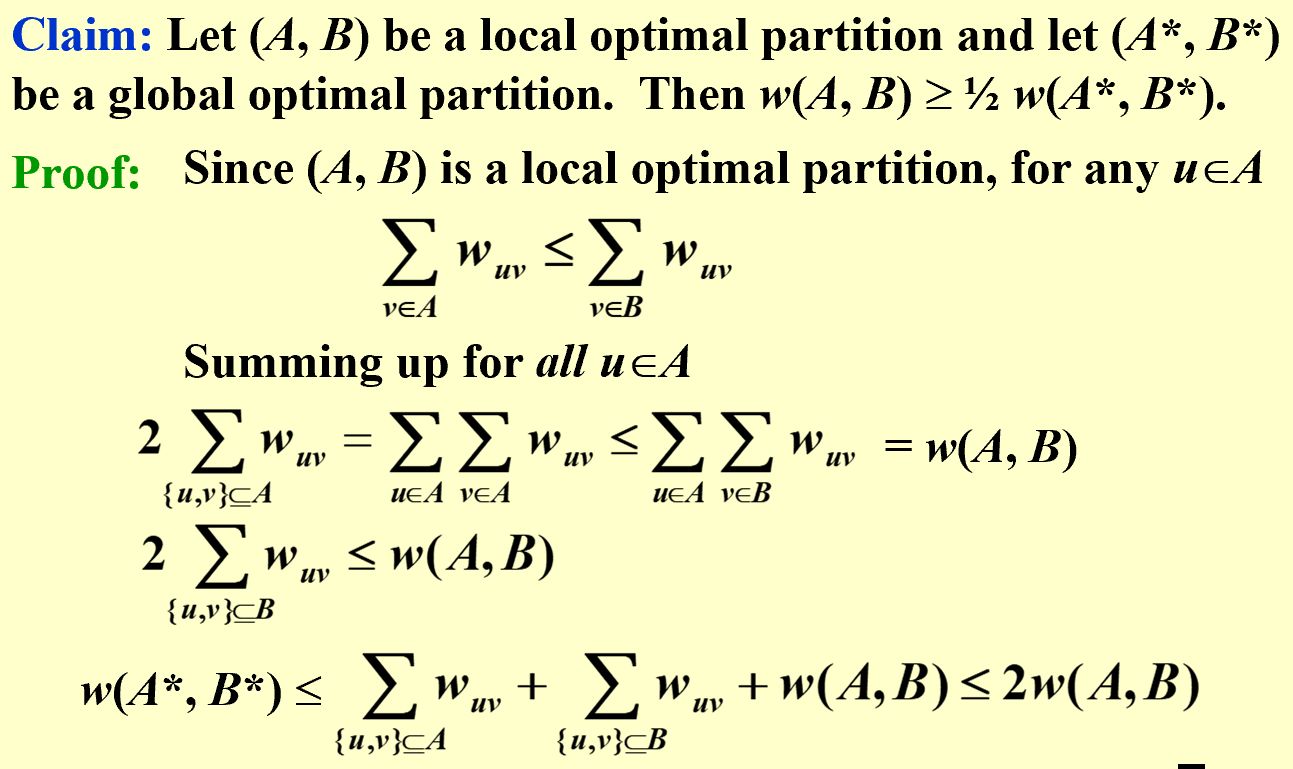 Claim: Let (A, B) be a local optimal partition and let (A*, B*)
be a global optimal partition. Then w(A, B) ≥ ½ w(A*, B*).
Proof: Since (A, B) is a local optimal partition, for any u∈A
∑_{v∈A} w_{uv} ≤ ∑_{v∈B} w_{uv}
Summing up for all u∈A
2 ∑_{{u,v}⊆A} w_{uv} = ∑_{u∈A} ∑_{v∈A} w_{uv} ≤ ∑_{u∈A} ∑_{v∈B} w_{uv} = w(A, B)
2 ∑_{{u,v}⊆B} w_{uv} ≤ w(A, B)
w(A*, B*) ≤ ∑_{{u,v}⊆A} w_{uv} + ∑_{{u,v}⊆B} w_{uv} + w(A, B) ≤ 2w(A, B)